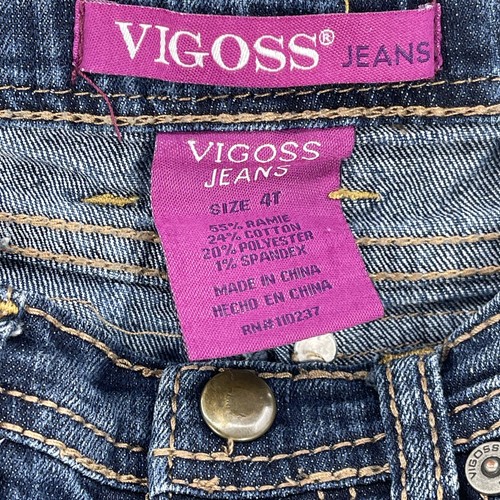 VIGOSS® JEANS
VIGOSS
JEANS
SIZE 4T
55% RAMIE
24% COTTON
20% POLYESTER
1% SPANDEX
MADE IN CHINA
HECHO EN CHINA
RN#110237
VIGOSS